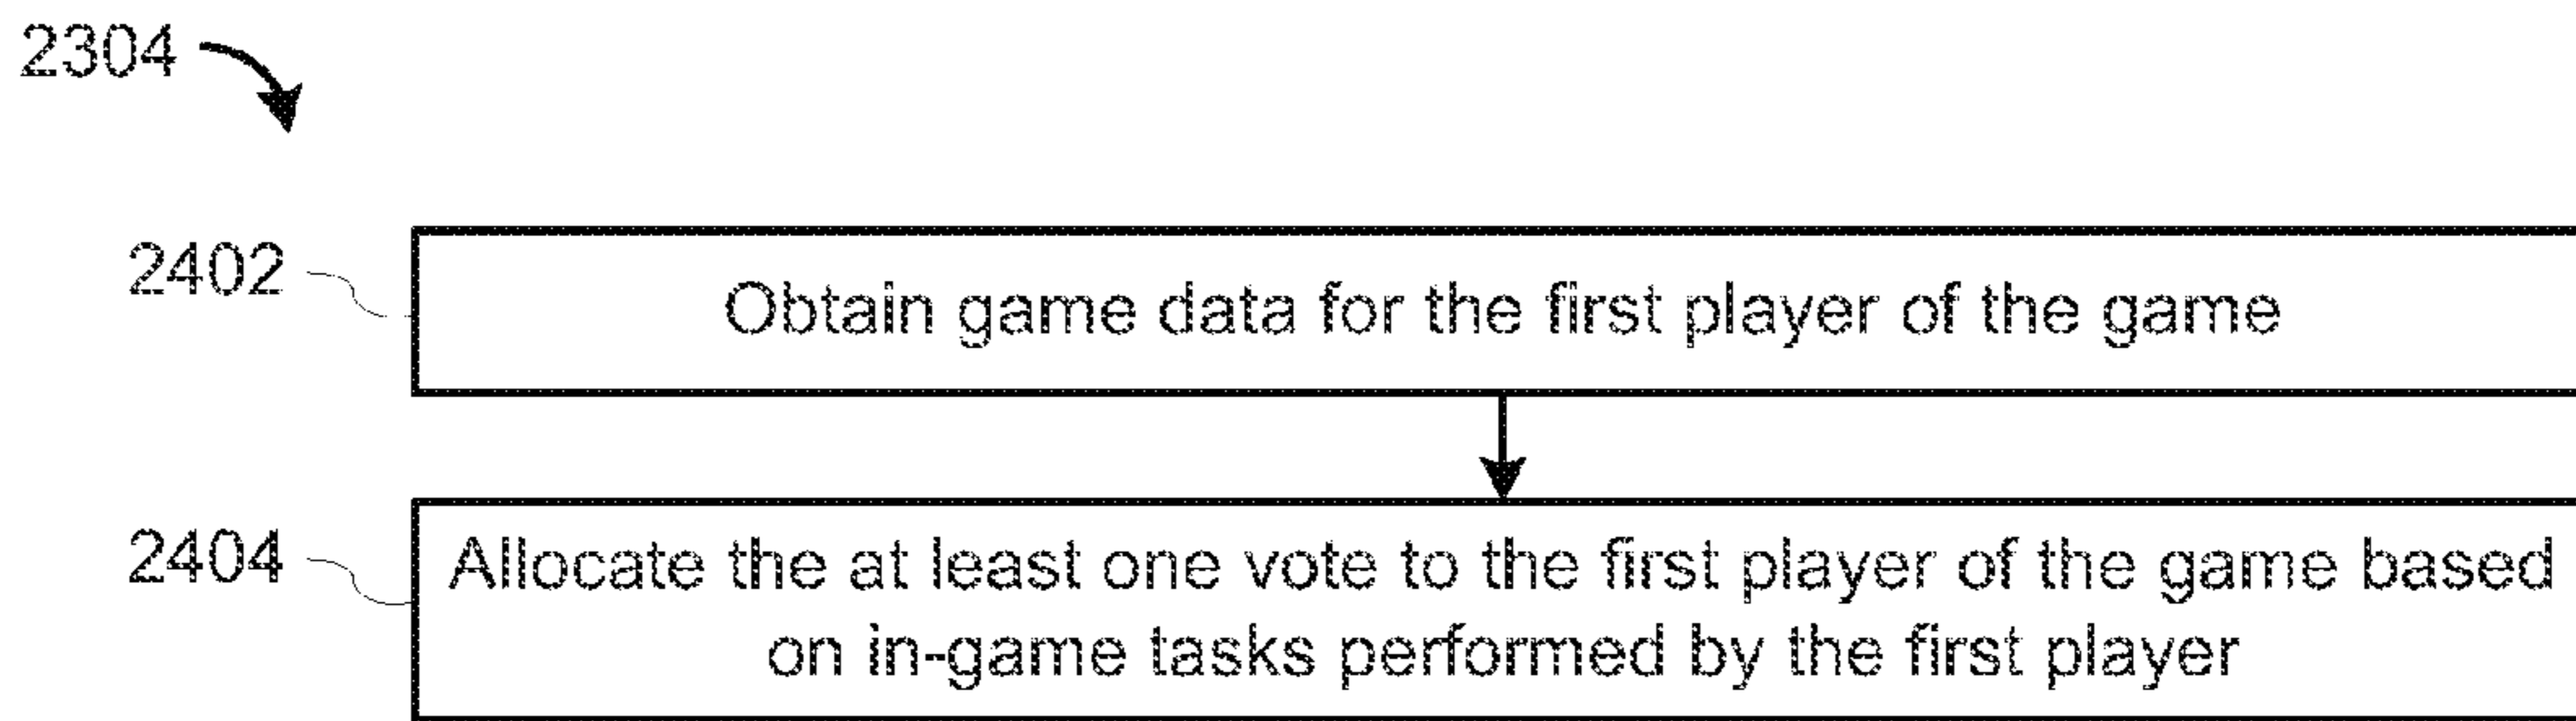 2304
2402
Obtain game data for the first player of the game
2404
Allocate the at least one vote to the first player of the game based
on in-game tasks performed by the first player